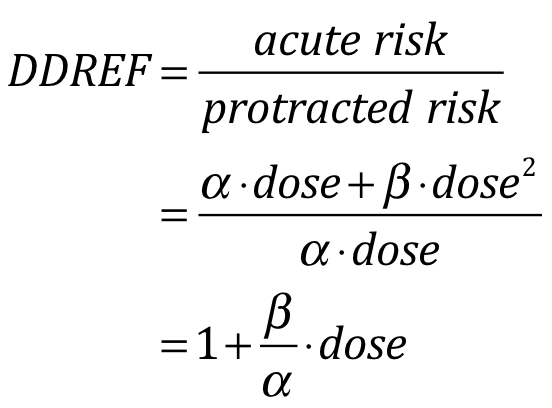 DDREF = acute risk / protracted risk
= α·dose + β·dose² / α·dose
= 1 + β/α · dose